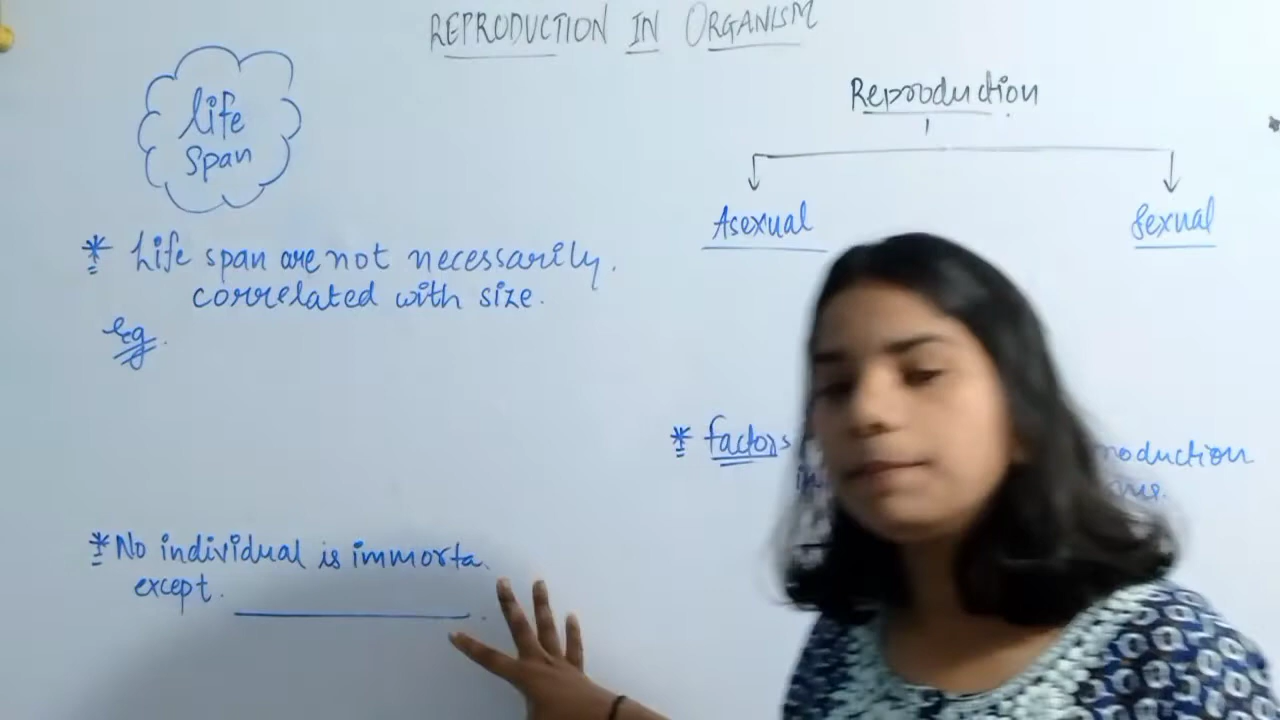 REPRODUCTION IN ORGANISM
life
span
* Life span are not necessarily.
correlated with size.
Eg.
* No individual is immorta
except. ________.
Reproduction
Asexual
Sexual
* factors